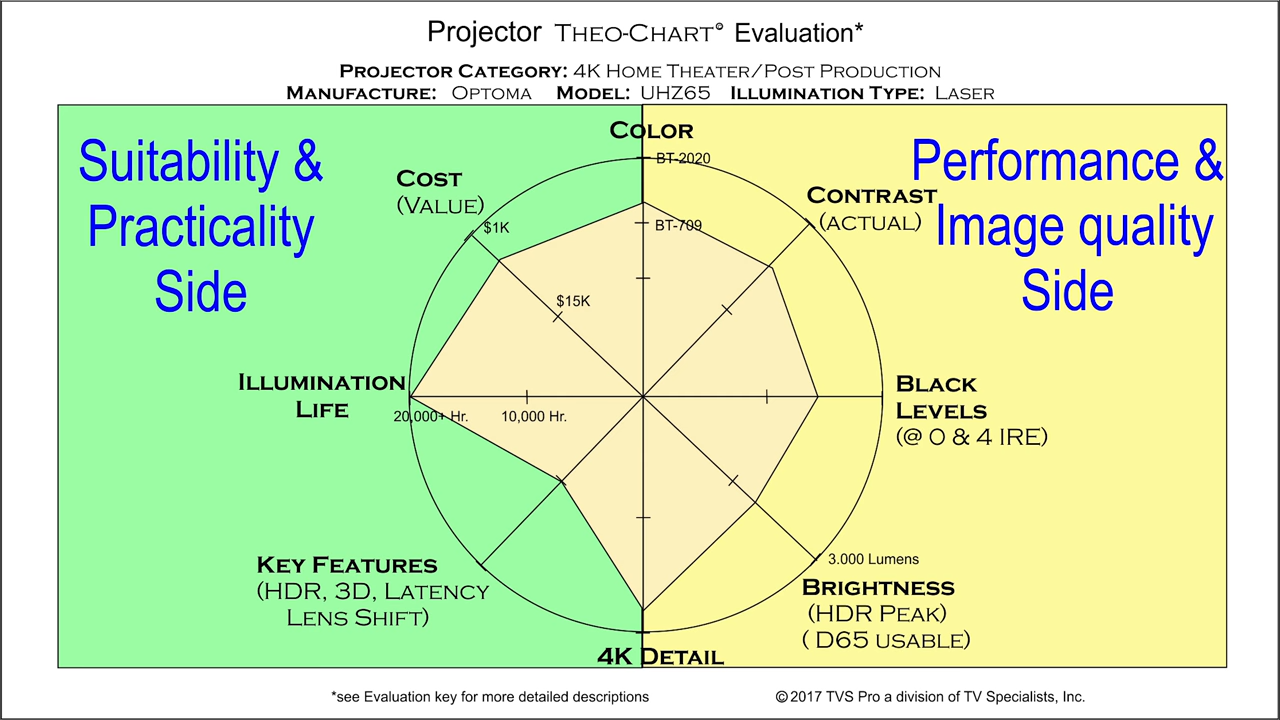 Projector THEO-CHART© Evaluation*
PROJECTOR CATEGORY: 4K HOME THEATER/POST PRODUCTION
MANUFACTURE: OPTOMA MODEL: UHZ65 ILLUMINATION TYPE: LASER
Suitability &
Practicality
Side
Performance &
Image quality
Side
COLOR
BT-2020
BT-709
COST
(VALUE)
$1K
$15K
CONTRAST
(ACTUAL)
ILLUMINATION
LIFE
20,000+ Hr.
10,000 Hr.
BLACK
LEVELS
(@ 0 & 4 IRE)
KEY FEATURES
(HDR, 3D, LATENCY
LENS SHIFT)
3.000 Lumens
BRIGHTNESS
(HDR PEAK)
( D65 USABLE)
4K DETAIL
*see Evaluation key for more detailed descriptions
©2017 TVS Pro a division of TV Specialists, Inc.